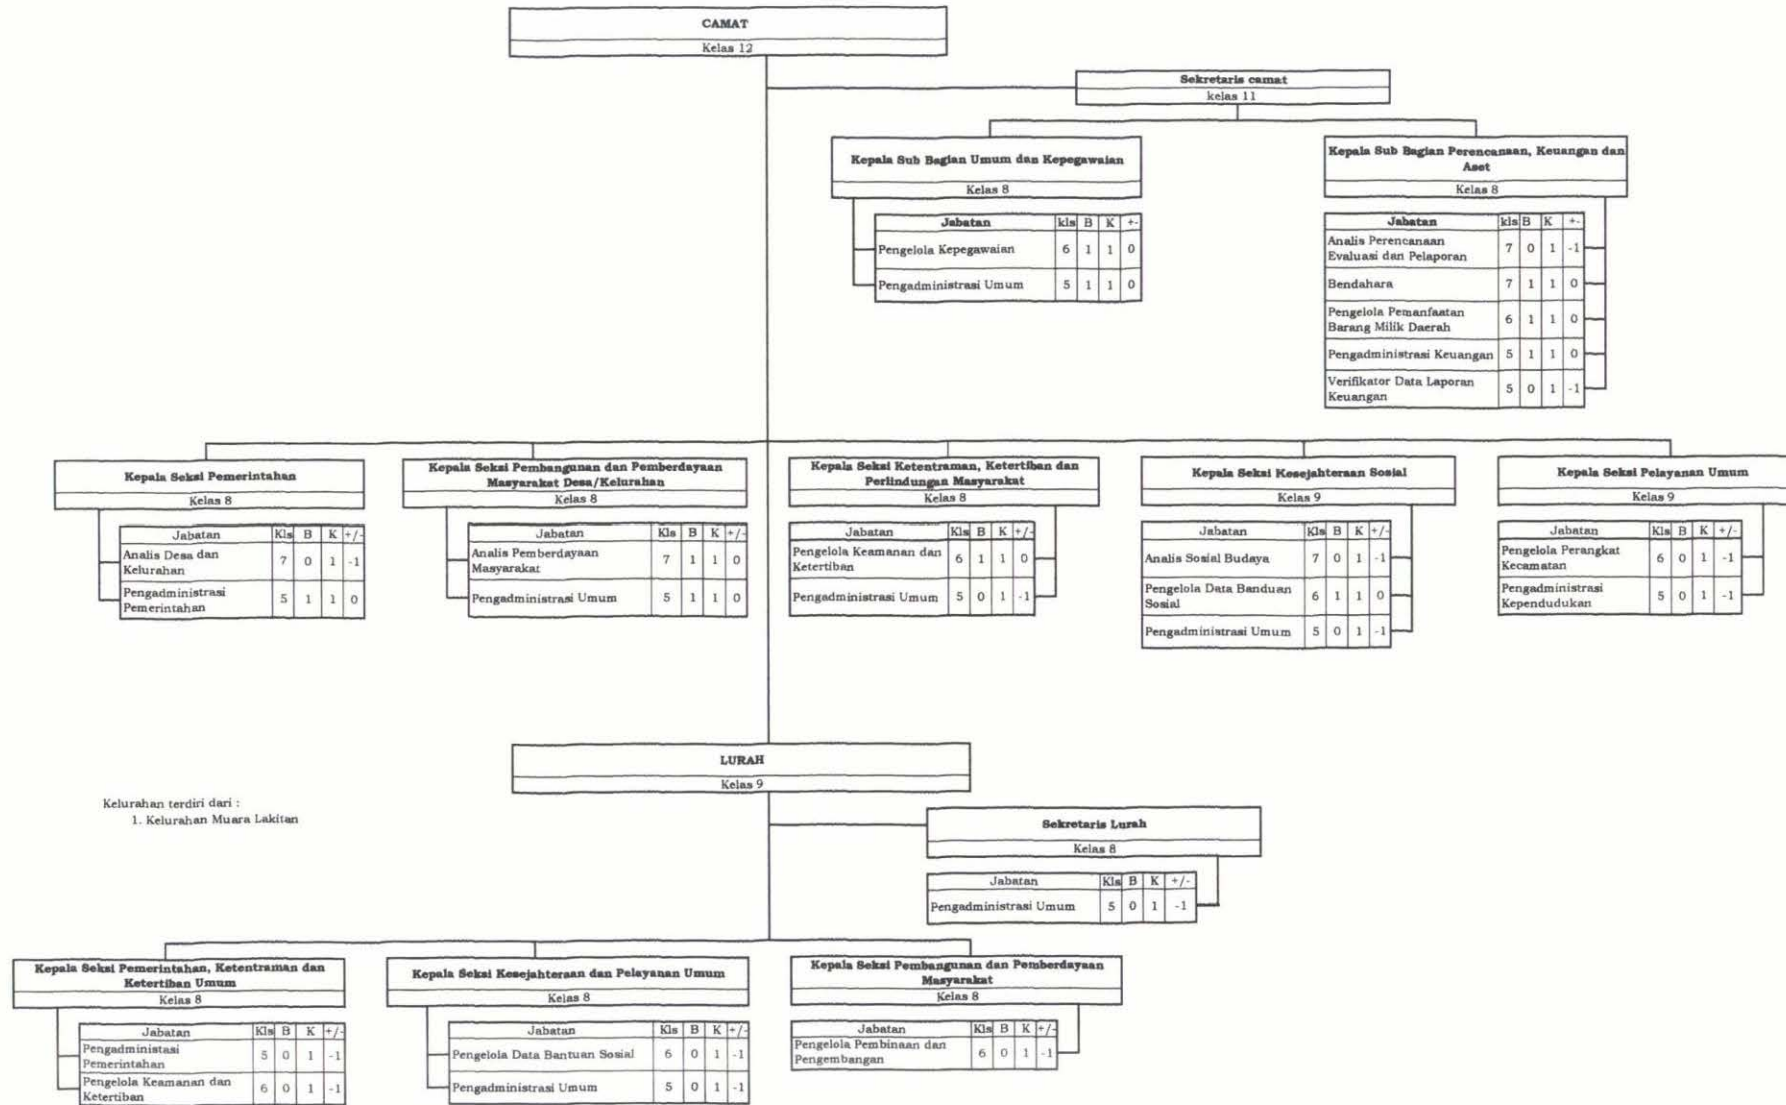 CAMAT
Kelas 12
Sekretaris camat
kelas 11
Kepala Sub Bagian Umum dan Kepegawaian
Kelas 8
Jabatan kls B K +-
Pengelola Kepegawaian 6 1 1 0
Pengadministrasi Umum 5 1 1 0
Kepala Sub Bagian Perencanaan, Keuangan dan
Aset
Kelas 8
Jabatan kls B K +-
Analis Perencanaan
Evaluasi dan Pelaporan 7 0 1 -1
Bendahara 7 1 1 0
Pengelola Pemanfaatan
Barang Milik Daerah 6 1 1 0
Pengadministrasi Keuangan 5 1 1 0
Verifikator Data Laporan
Keuangan 5 0 1 -1
Kepala Seksi Pemerintahan
Kelas 8
Jabatan Kls B K +/-
Analis Desa dan
Kelurahan 7 0 1 -1
Pengadministrasi
Pemerintahan 5 1 1 0
Kepala Seksi Pembangunan dan Pemberdayaan
Masyarakat Desa/Kelurahan
Kelas 8
Jabatan Kls B K +/-
Analis Pemberdayaan
Masyarakat 7 1 1 0
Pengadministrasi Umum 5 1 1 0
Kepala Seksi Ketentraman, Ketertiban dan
Perlindungan Masyarakat
Kelas 8
Jabatan Kls B K +/-
Pengelola Keamanan dan
Ketertiban 6 1 1 0
Pengadministrasi Umum 5 0 1 -1
Kepala Seksi Kesejahteraan Sosial
Kelas 9
Jabatan Kls B K +/-
Analis Sosial Budaya 7 0 1 -1
Pengelola Data Banduan
Sosial 6 1 1 0
Pengadministrasi Umum 5 0 1 -1
Kepala Seksi Pelayanan Umum
Kelas 9
Jabatan Kls B K +/-
Pengelola Perangkat
Kecamatan 6 0 1 -1
Pengadministrasi
Kependudukan 5 0 1 -1
LURAH
Kelas 9
Kelurahan terdiri dari :
1. Kelurahan Muara Lakitan
Sekretaris Lurah
Kelas 8
Jabatan Kls B K +/-
Pengadministrasi Umum 5 0 1 -1
Kepala Seksi Pemerintahan, Ketentraman dan
Ketertiban Umum
Kelas 8
Jabatan Kls B K +/-
Pengadministasi
Pemerintahan 5 0 1 -1
Pengelola Keamanan dan
Ketertiban 6 0 1 -1
Kepala Seksi Kesejahteraan dan Pelayanan Umum
Kelas 8
Jabatan Kls B K +/-
Pengelola Data Bantuan Sosial 6 0 1 -1
Pengadministrasi Umum 5 0 1 -1
Kepala Seksi Pembangunan dan Pemberdayaan
Masyarakat
Kelas 8
Jabatan Kls B K +/-
Pengelola Pembinaan dan
Pengembangan 6 0 1 -1